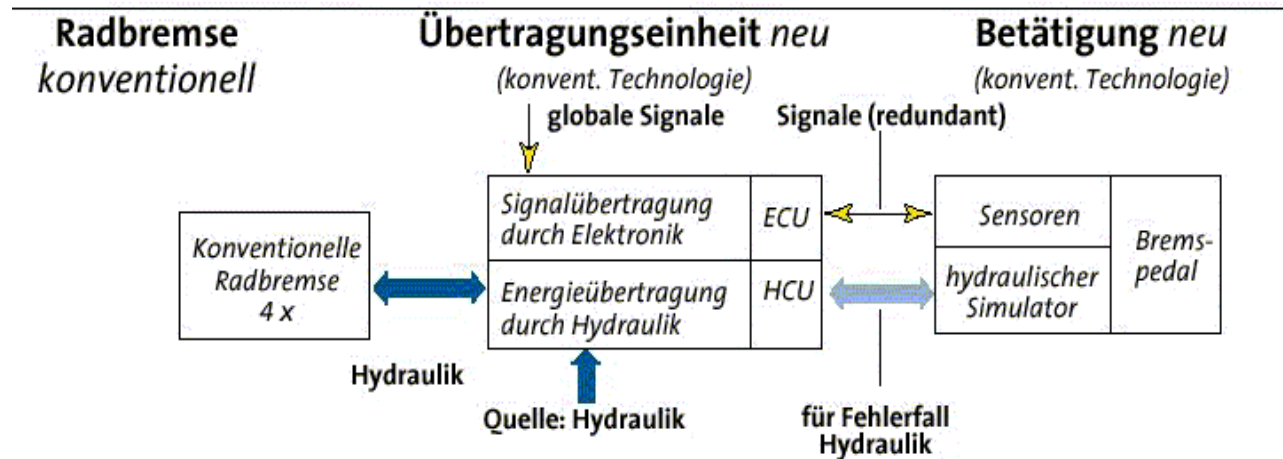 Radbremse
konventionell
Übertragungseinheit neu
(konvent. Technologie)
Betätigung neu
(konvent. Technologie)
globale Signale
Signale (redundant)
Konventionelle
Radbremse
4 x
Signalübertragung
durch Elektronik
ECU
Energieübertragung
durch Hydraulik
HCU
Sensoren
hydraulischer
Simulator
Brems-
pedal
Hydraulik
Quelle: Hydraulik
für Fehlerfall
Hydraulik